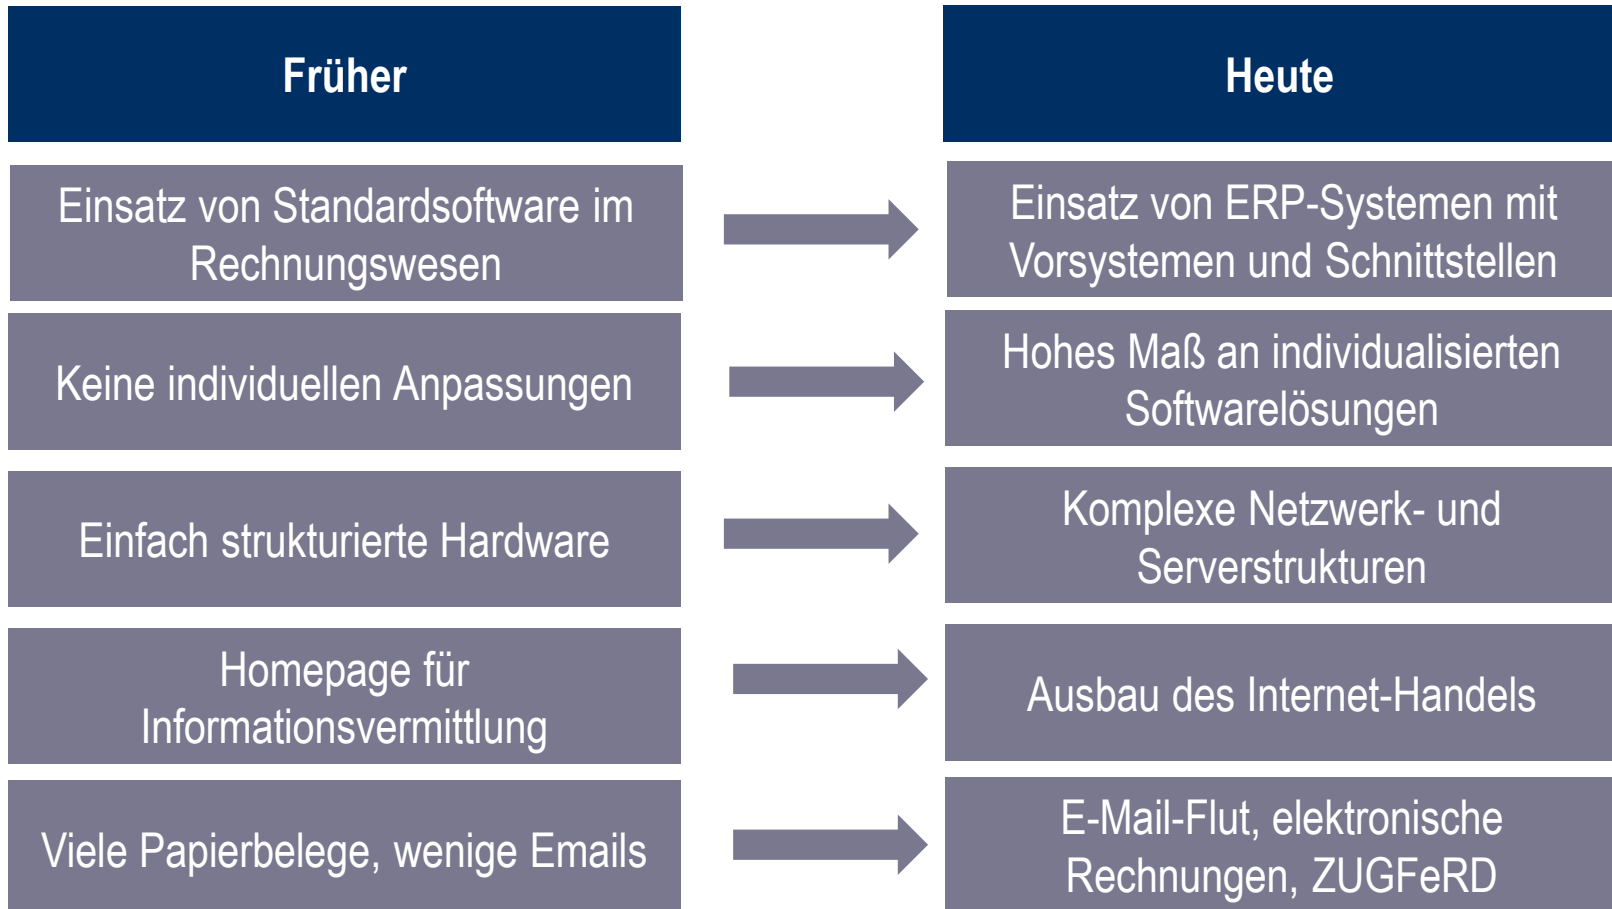 Früher
Heute
Einsatz von Standardsoftware im
Rechnungswesen
Einsatz von ERP-Systemen mit
Vorsystemen und Schnittstellen
Keine individuellen Anpassungen
Hohes Maß an individualisierten
Softwarelösungen
Einfach strukturierte Hardware
Komplexe Netzwerk- und
Serverstrukturen
Homepage für
Informationsvermittlung
Ausbau des Internet-Handels
Viele Papierbelege, wenige Emails
E-Mail-Flut, elektronische
Rechnungen, ZUGFeRD